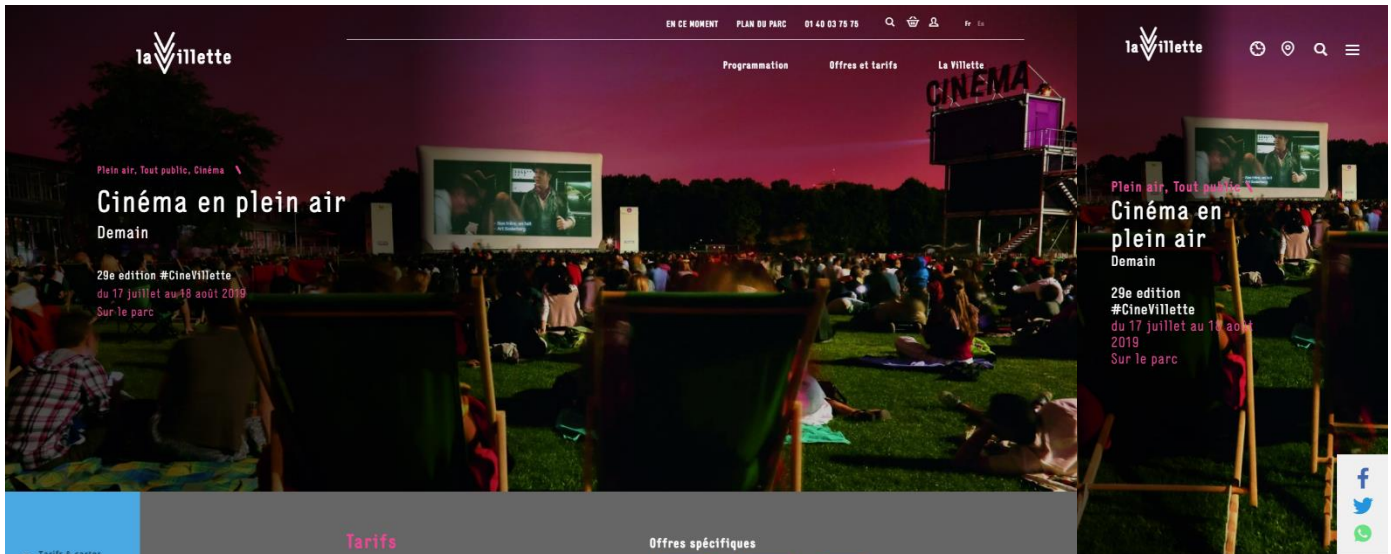 EN CE MOMENT PLAN DU PARC 01 40 03 75 75 Fr Es
la Villette
Programmation Offres et tarifs La Villette
CINEMA
Plein air, Tout public, Cinéma
Cinéma en plein air
Demain
29e edition #CineVillette
du 17 juillet au 18 août 2019
Sur le parc
Tarifs
Offres spécifiques
la Villette
Plein air, Tout public
Cinéma en
plein air
Demain
29e edition
#CineVillette
du 17 juillet au 18 août
2019
Sur le parc